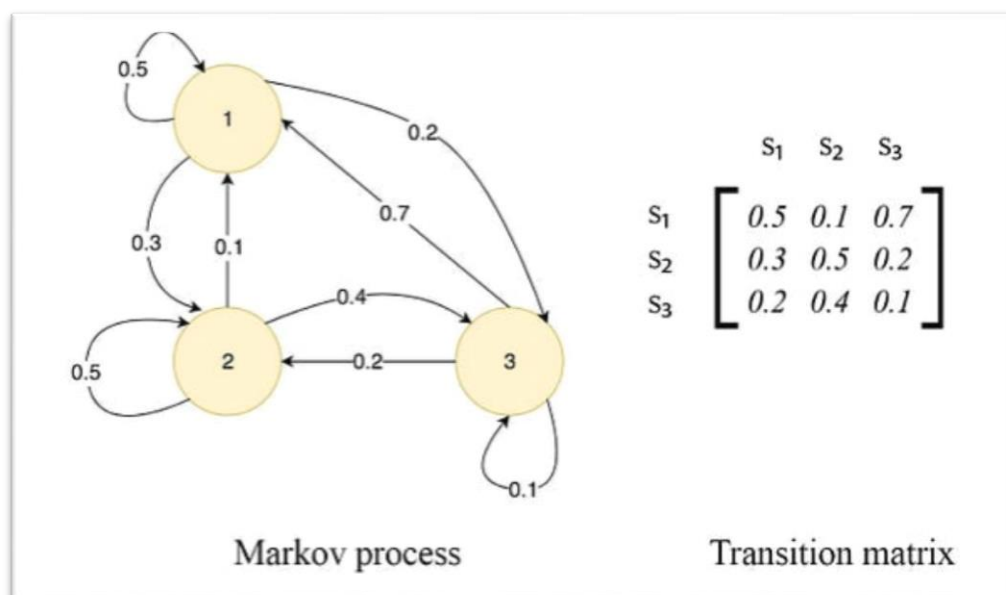 0.5
1
0.2
0.7
0.3
0.1
0.4
0.5
2
0.2
3
0.1
S1 S2 S3
S1 0.5 0.1 0.7
S2 0.3 0.5 0.2
S3 0.2 0.4 0.1
Markov process
Transition matrix